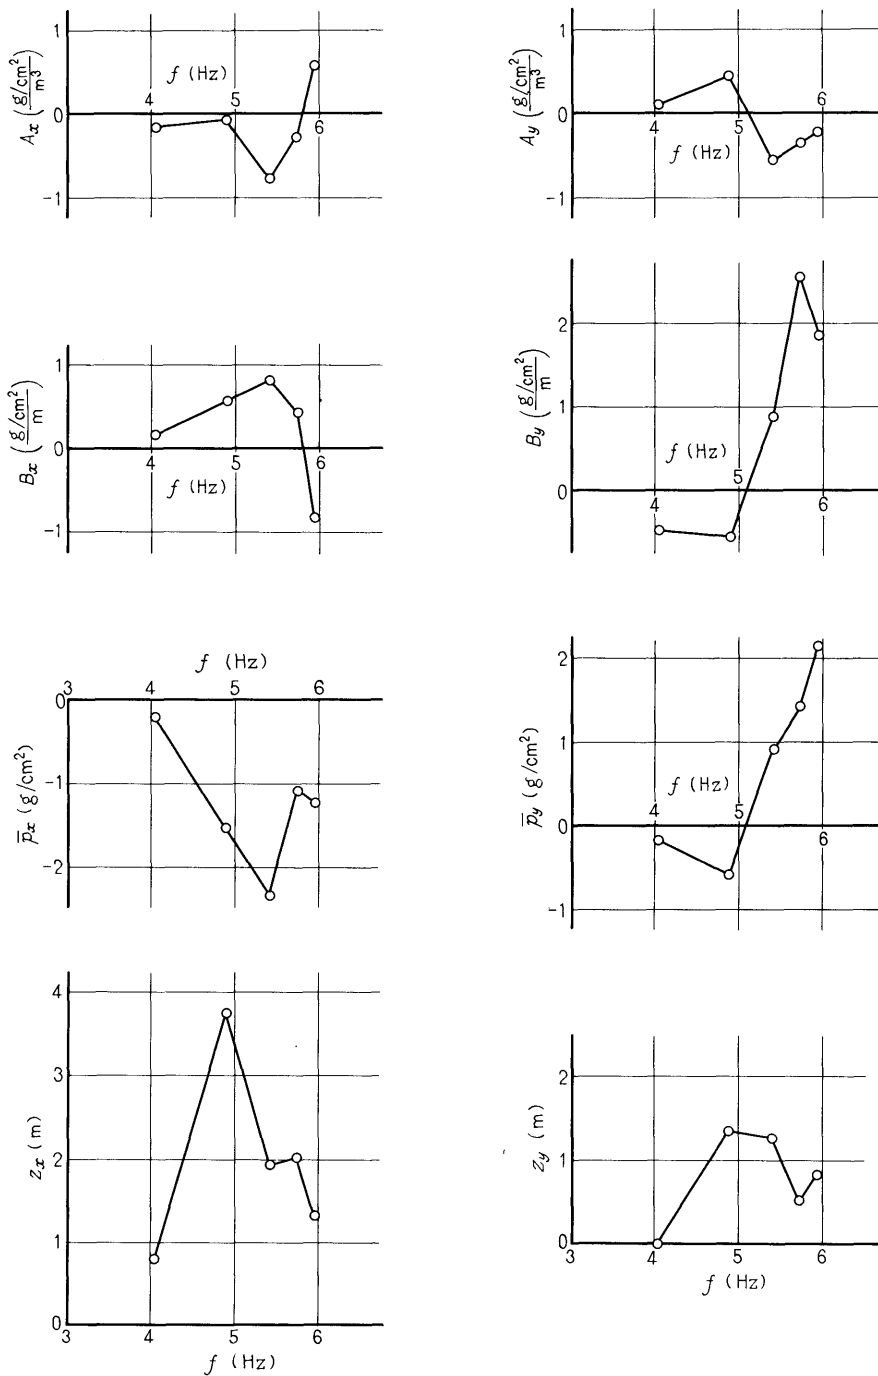 1
A_x (g/cm²/m³)
f (Hz)
4 5
0
6
-1
1
A_y (g/cm²/m³)
6
0
4 5
f (Hz)
-1
1
B_x (g/cm²/m)
0
4 5 6
f (Hz)
-1
2
B_y (g/cm²/m)
1
f (Hz)
5
0
4 6
f (Hz)
3 4 5 6
0
-1
p̄_x (g/cm²)
-2
2
1
p̄_y (g/cm²)
f (Hz)
4 5
0
6
-1
4
3
z_x (m)
2
1
0
3 4 5 6
f (Hz)
2
z_y (m)
1
0
3 4 5 6
f (Hz)